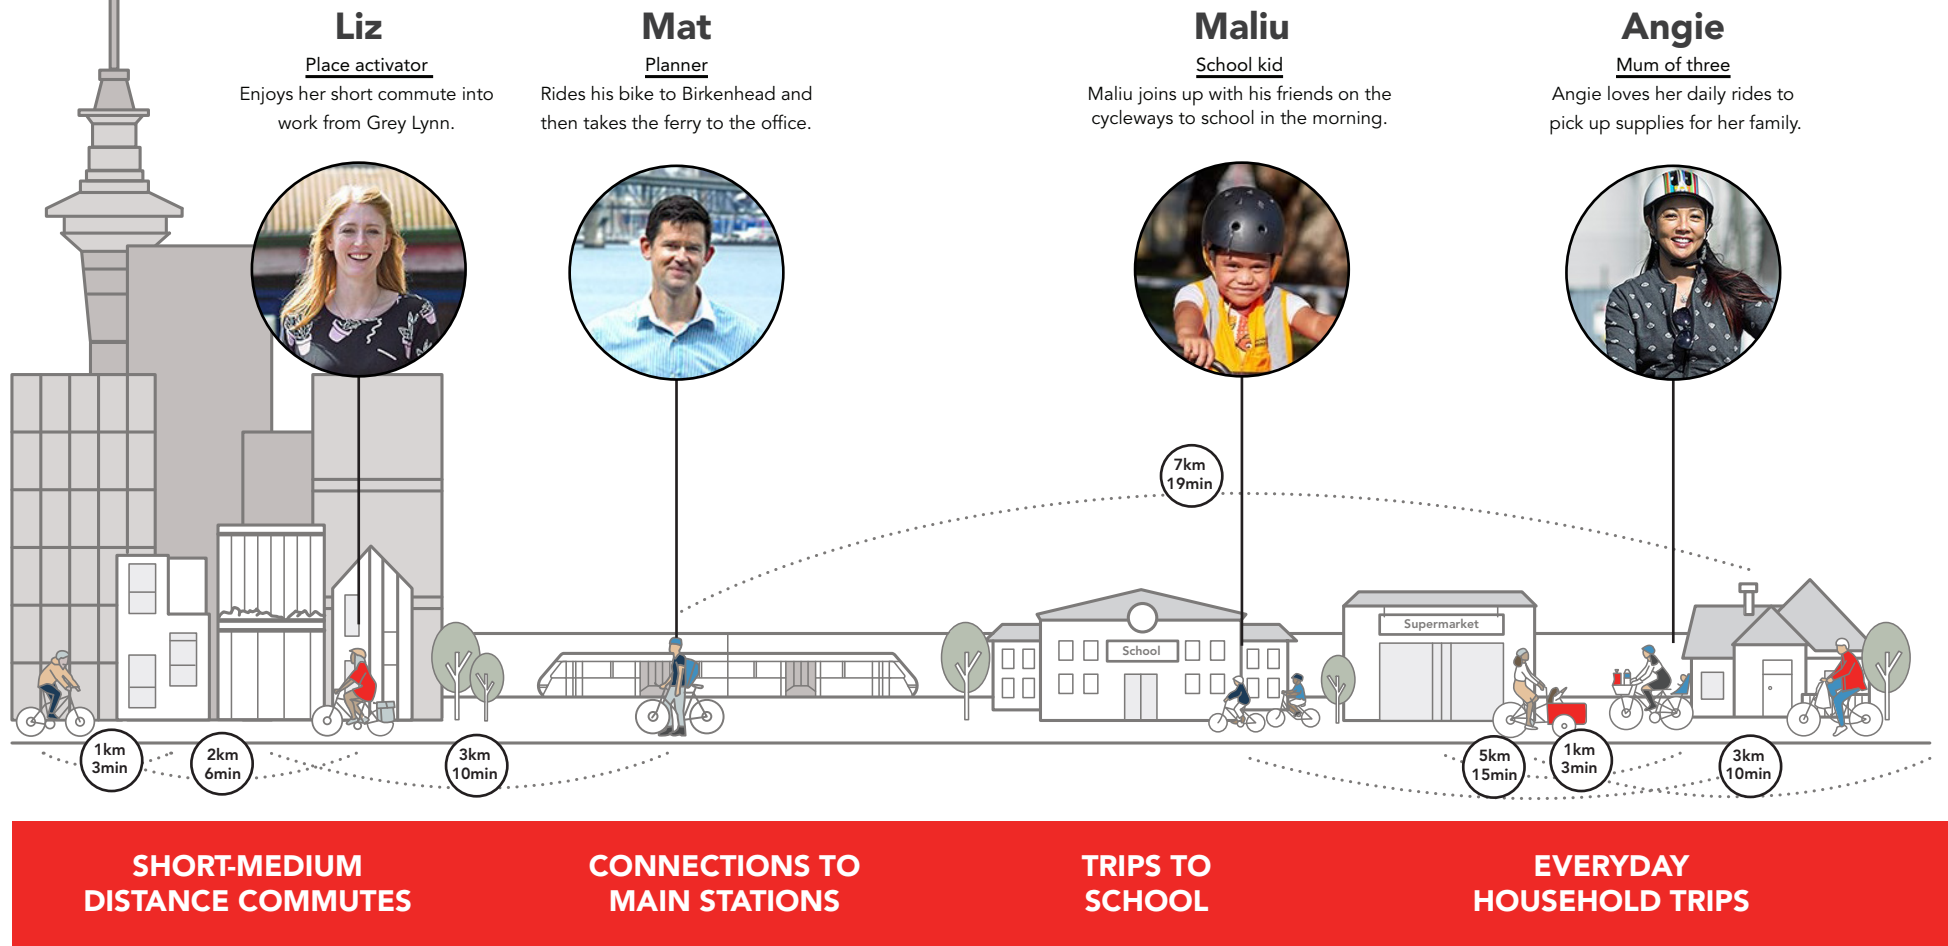 Liz
Place activator
Enjoys her short commute into
work from Grey Lynn.
Mat
Planner
Rides his bike to Birkenhead and
then takes the ferry to the office.
Maliu
School kid
Maliu joins up with his friends on the
cycleways to school in the morning.
Angie
Mum of three
Angie loves her daily rides to
pick up supplies for her family.
7km
19min
School
Supermarket
1km
3min
2km
6min
3km
10min
5km
15min
1km
3min
3km
10min
SHORT-MEDIUM
DISTANCE COMMUTES
CONNECTIONS TO
MAIN STATIONS
TRIPS TO
SCHOOL
EVERYDAY
HOUSEHOLD TRIPS